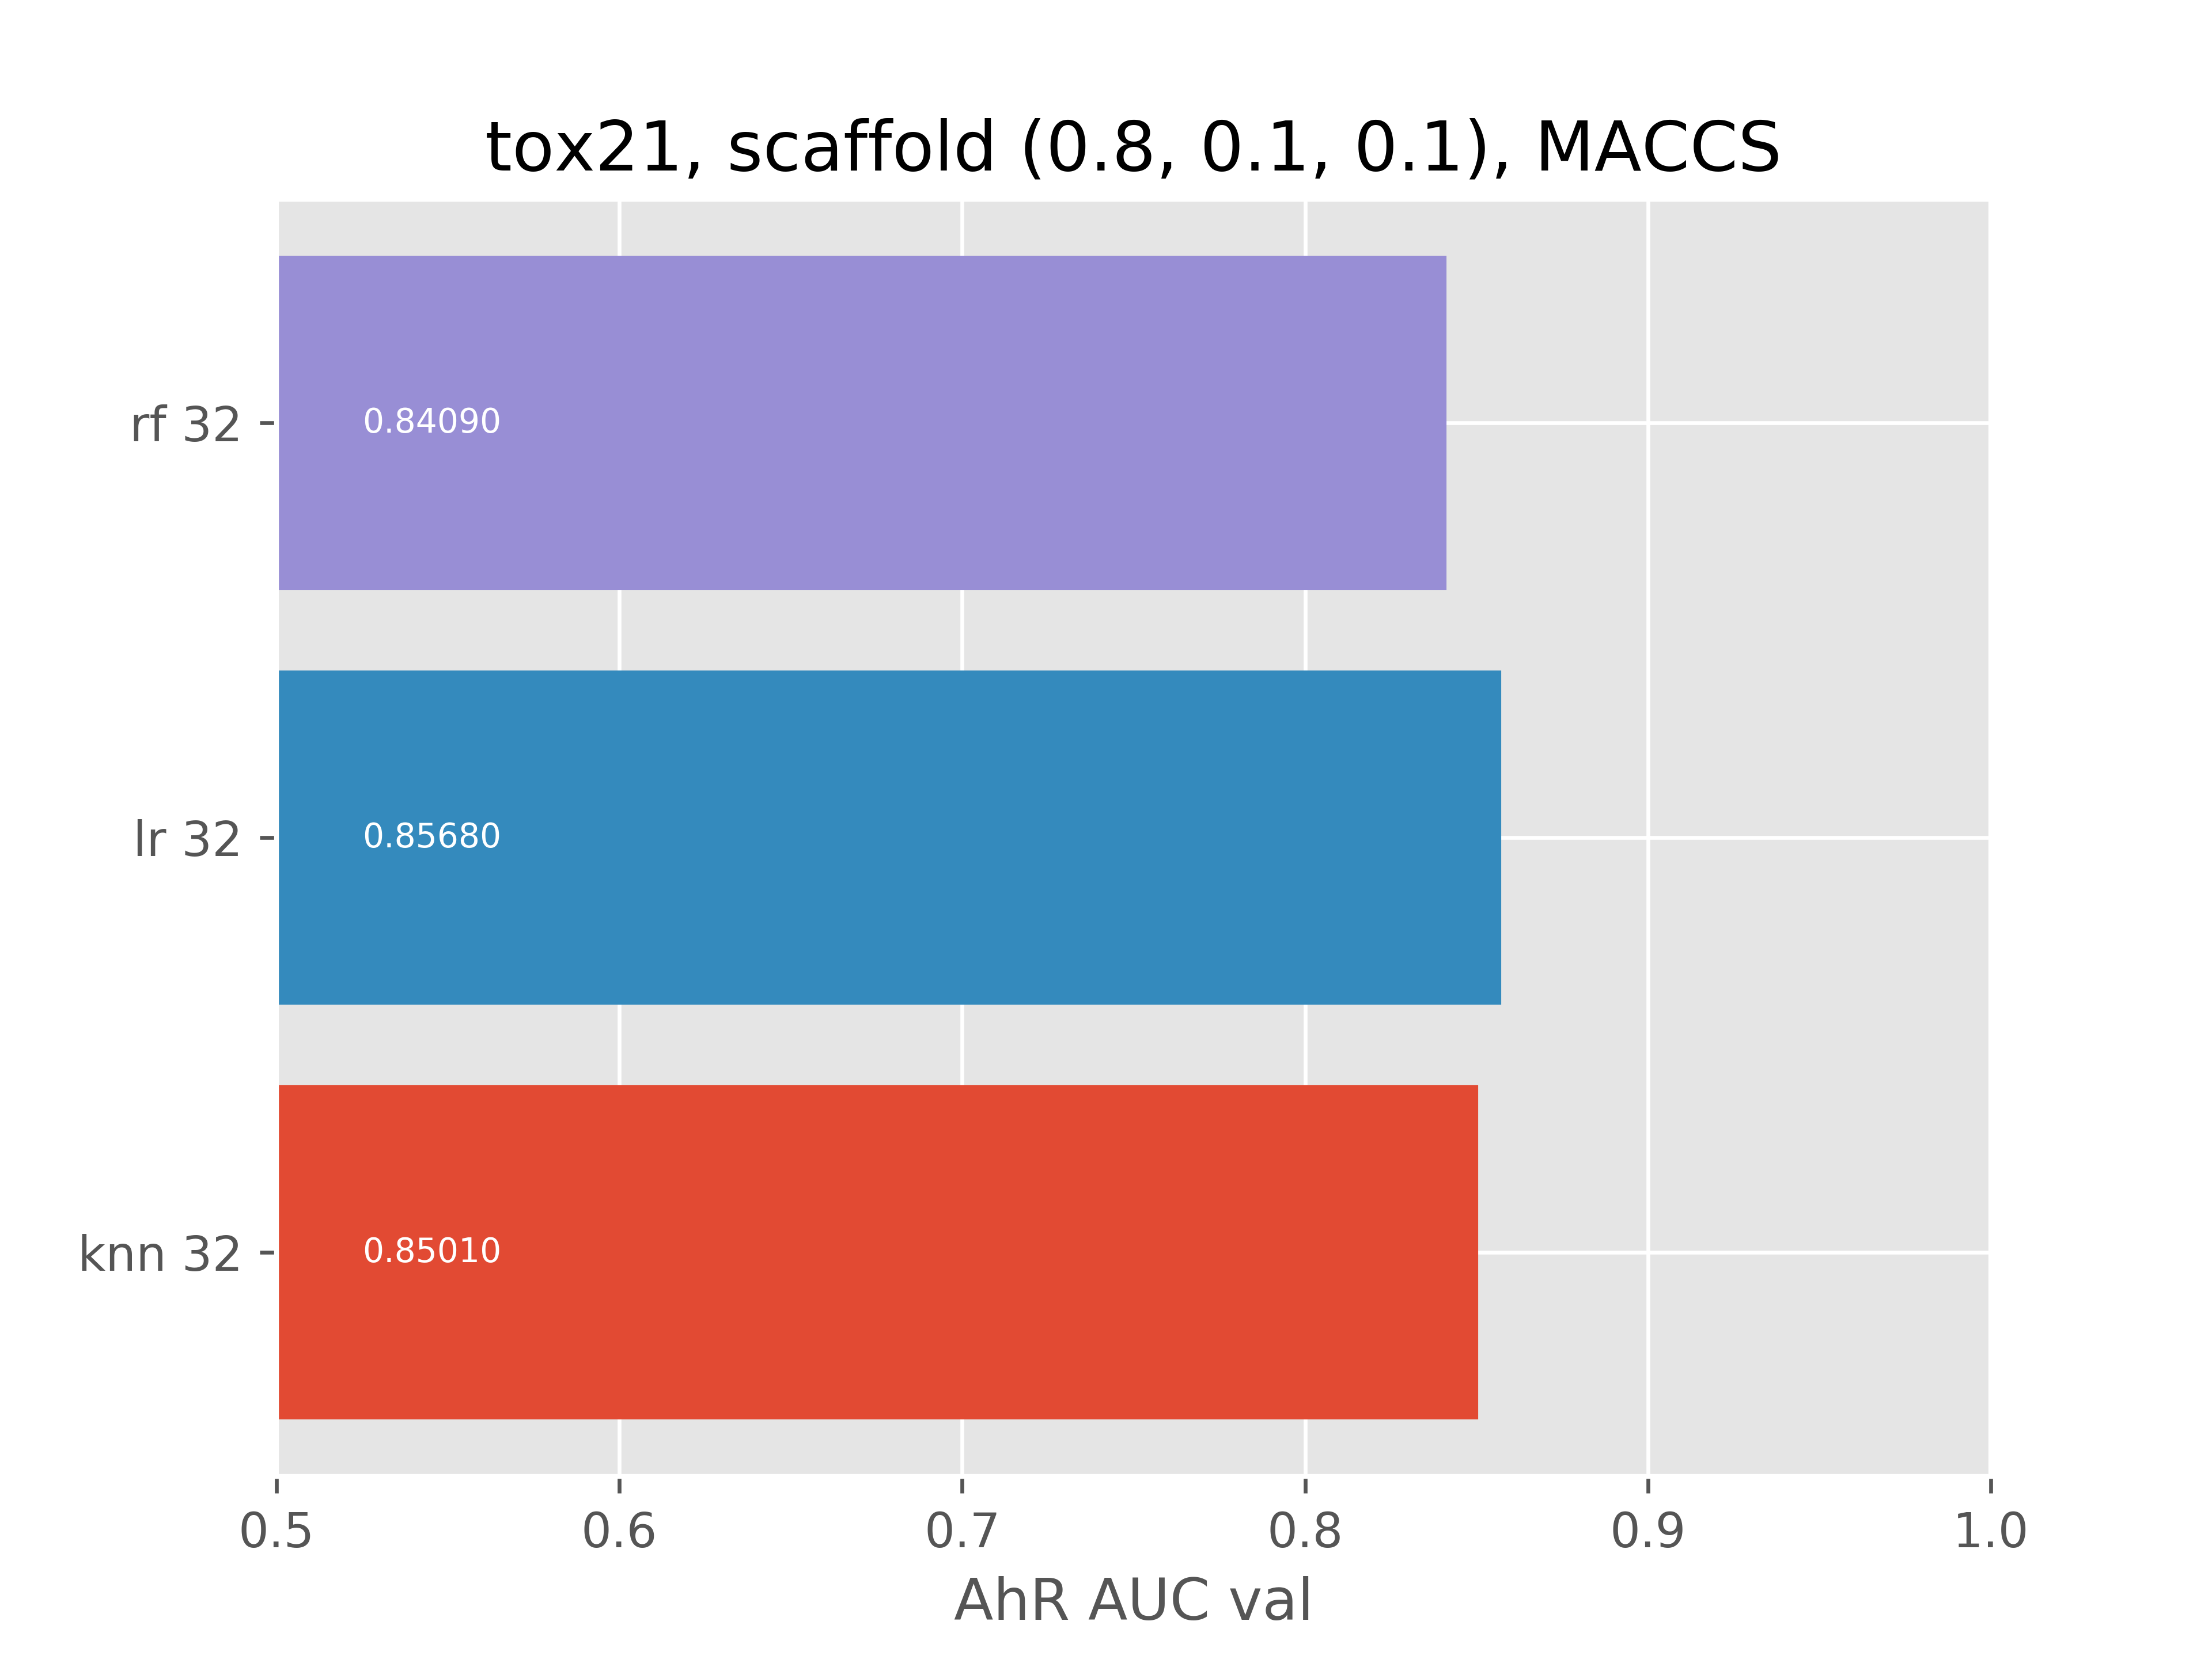 tox21, scaffold (0.8, 0.1, 0.1), MACCS
rf 32
0.84090
lr 32
0.85680
knn 32
0.85010
0.5 0.6 0.7 0.8 0.9 1.0
AhR AUC val